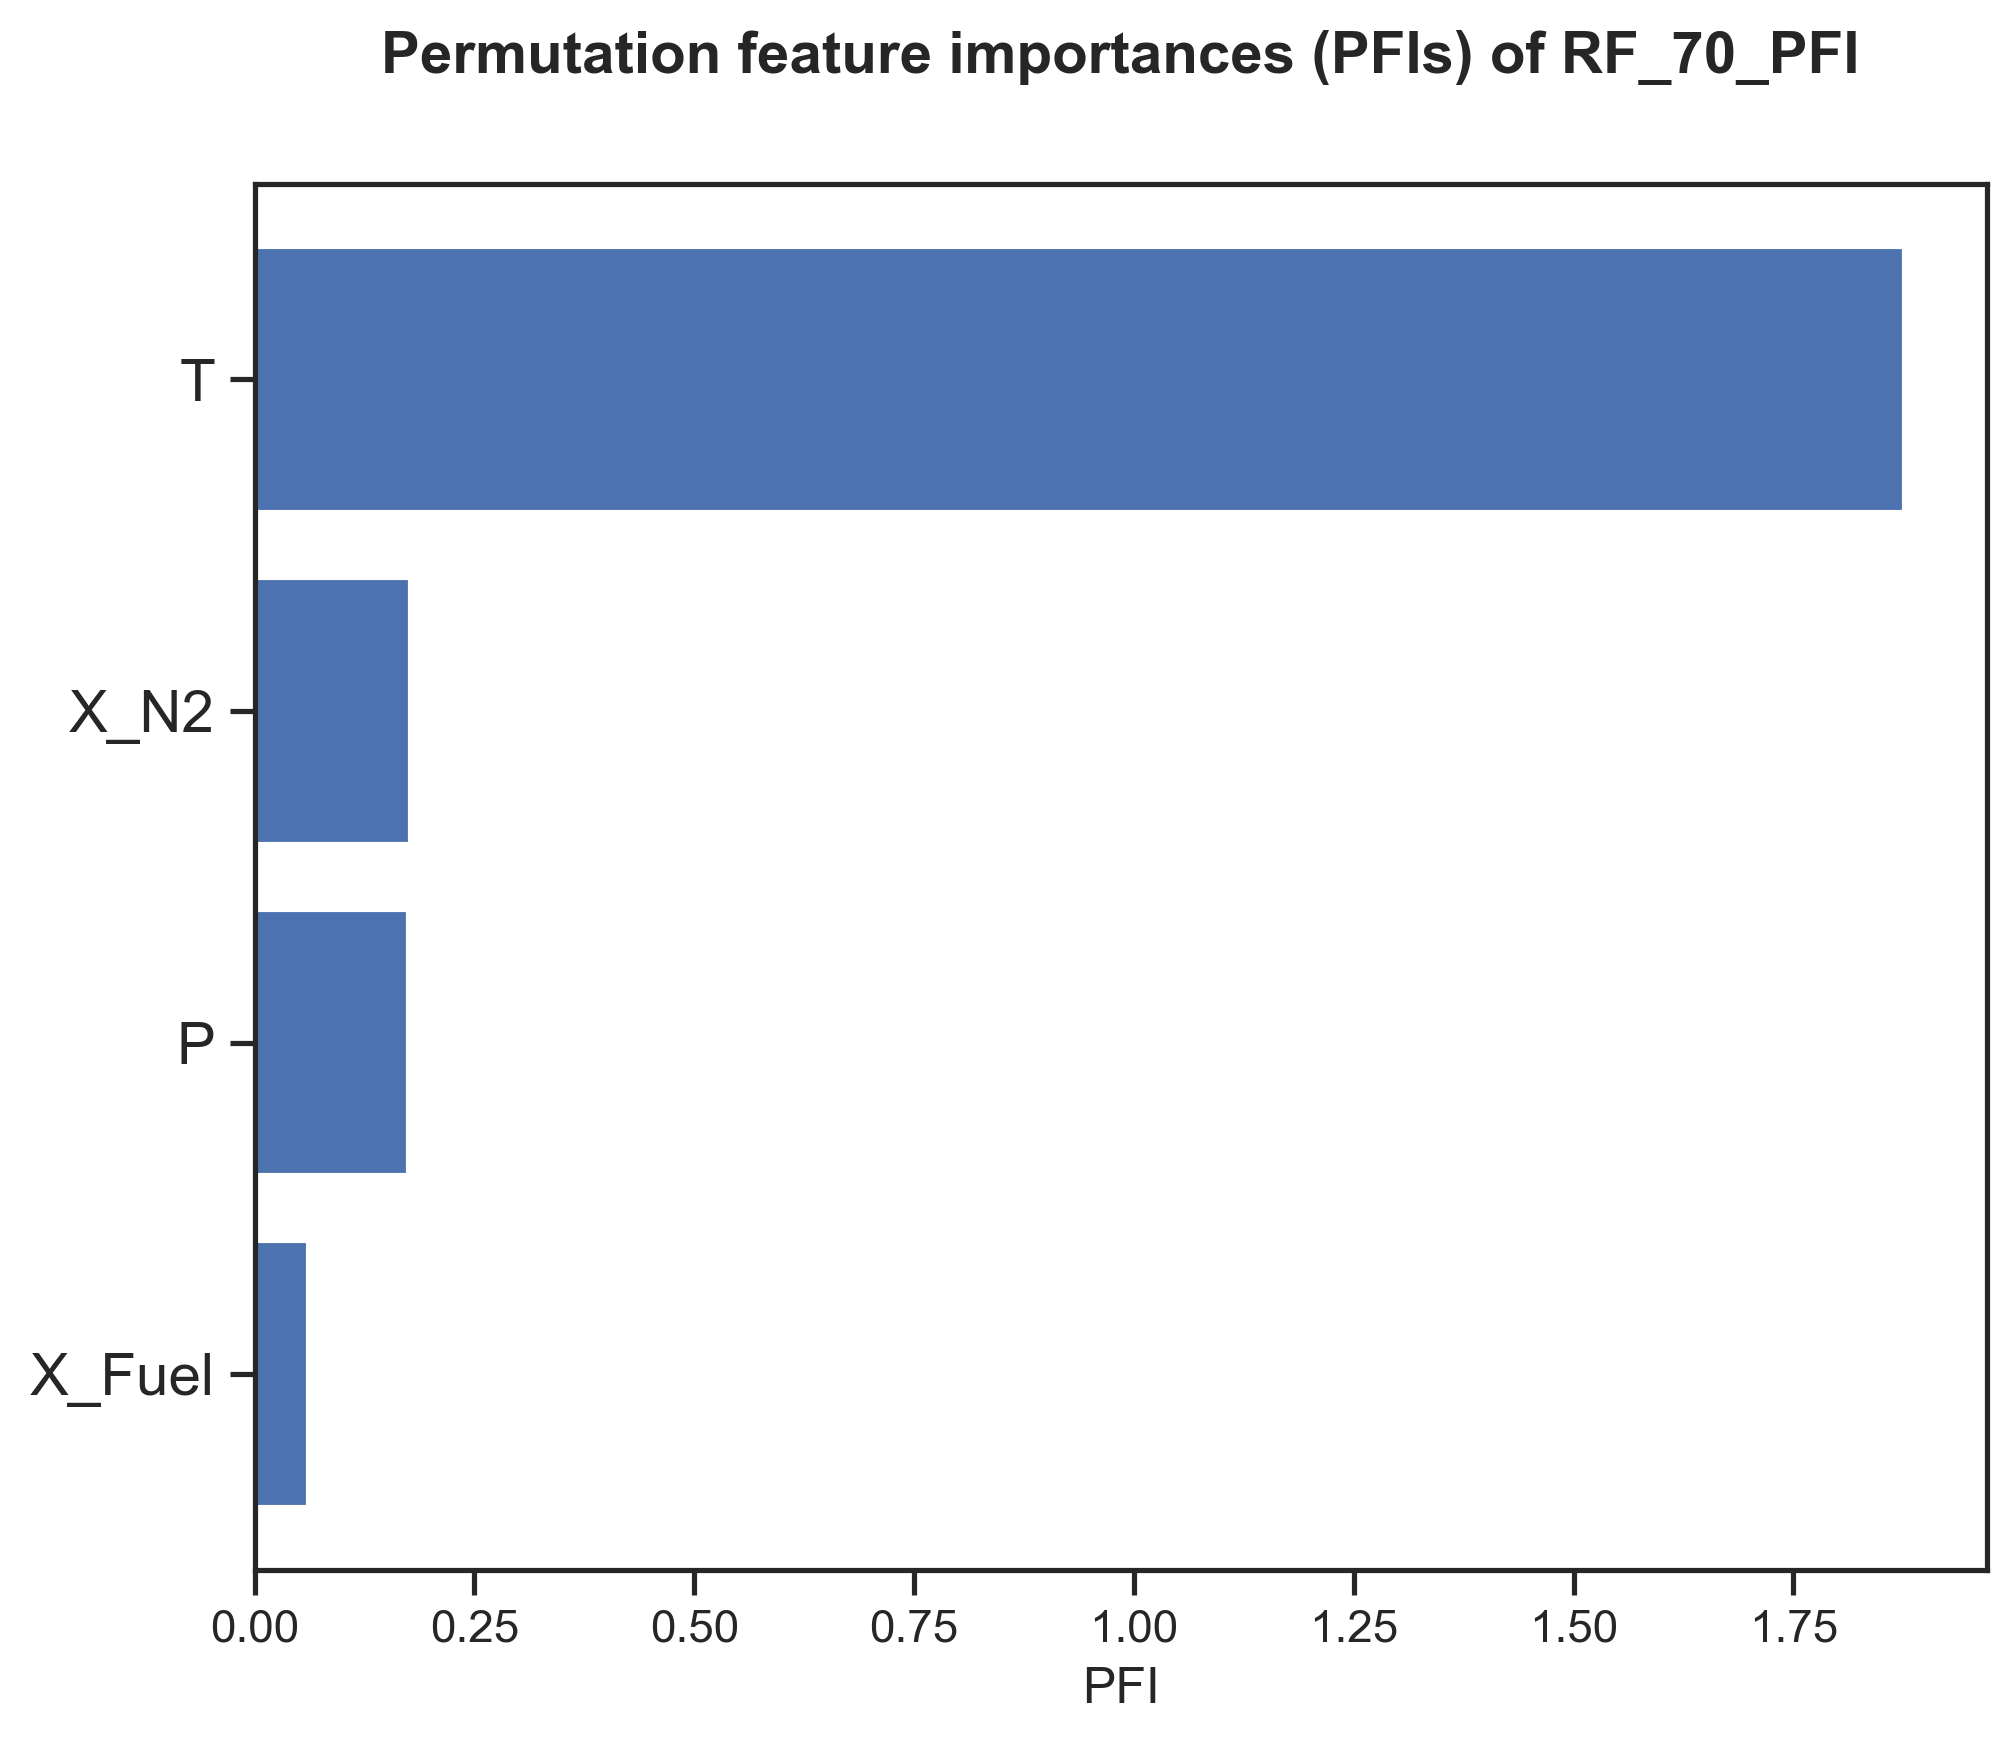 Permutation feature importances (PFIs) of RF_70_PFI
T
X_N2
P
X_Fuel
0.00 0.25 0.50 0.75 1.00 1.25 1.50 1.75
PFI